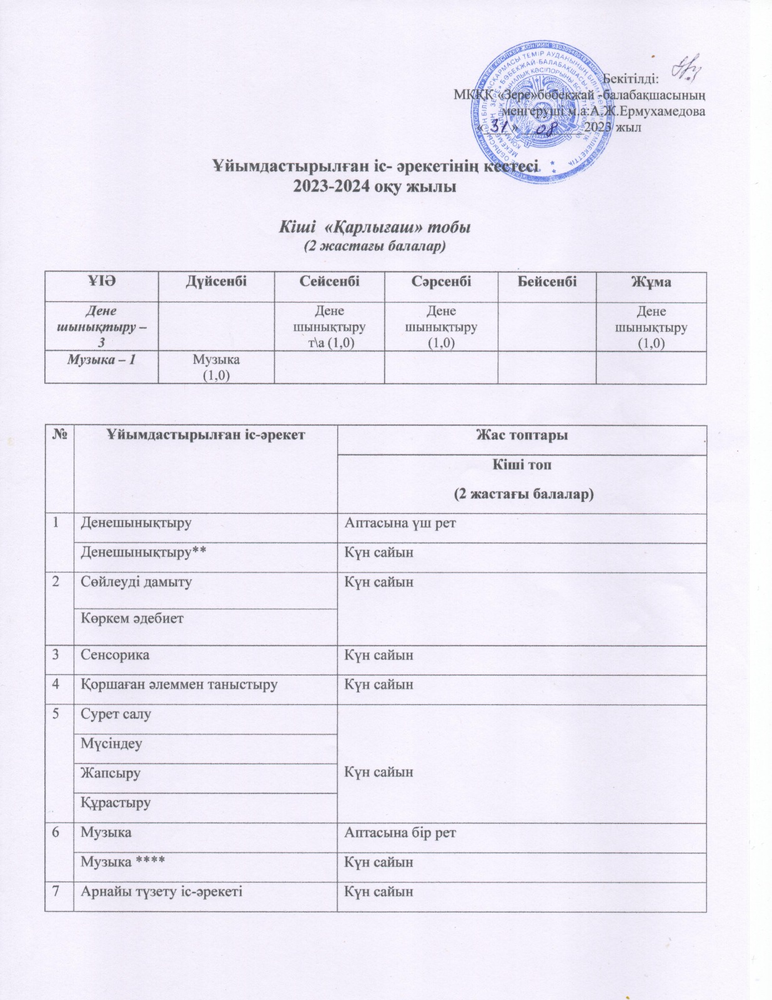 Бекітілді:
МКҚК «Зере»бөбекжай -балабақшасының
меңгеруші м.а:А.Ж.Ермухамедова
« 31 » 08 2023 жыл
Ұйымдастырылған іс- әрекетінің кестесі
2023-2024 оқу жылы
Кіші «Қарлығаш» тобы
(2 жастағы балалар)
ҰІӘ Дүйсенбі Сейсенбі Сәрсенбі Бейсенбі Жұма
Дене Дене Дене Дене
шынықтыру – шынықтыру шынықтыру шынықтыру
3 т\а (1,0) (1,0) (1,0)
Музыка – 1 Музыка
(1,0)
№ Ұйымдастырылған іс-әрекет Жас топтары
Кіші топ
(2 жастағы балалар)
1 Денешынықтыру Аптасына үш рет
Денешынықтыру** Күн сайын
2 Сөйлеуді дамыту Күн сайын
Көркем әдебиет
3 Сенсорика Күн сайын
4 Қоршаған әлеммен таныстыру Күн сайын
5 Сурет салу
Мүсіндеу
Жапсыру Күн сайын
Құрастыру
6 Музыка Аптасына бір рет
Музыка **** Күн сайын
7 Арнайы түзету іс-әрекеті Күн сайын